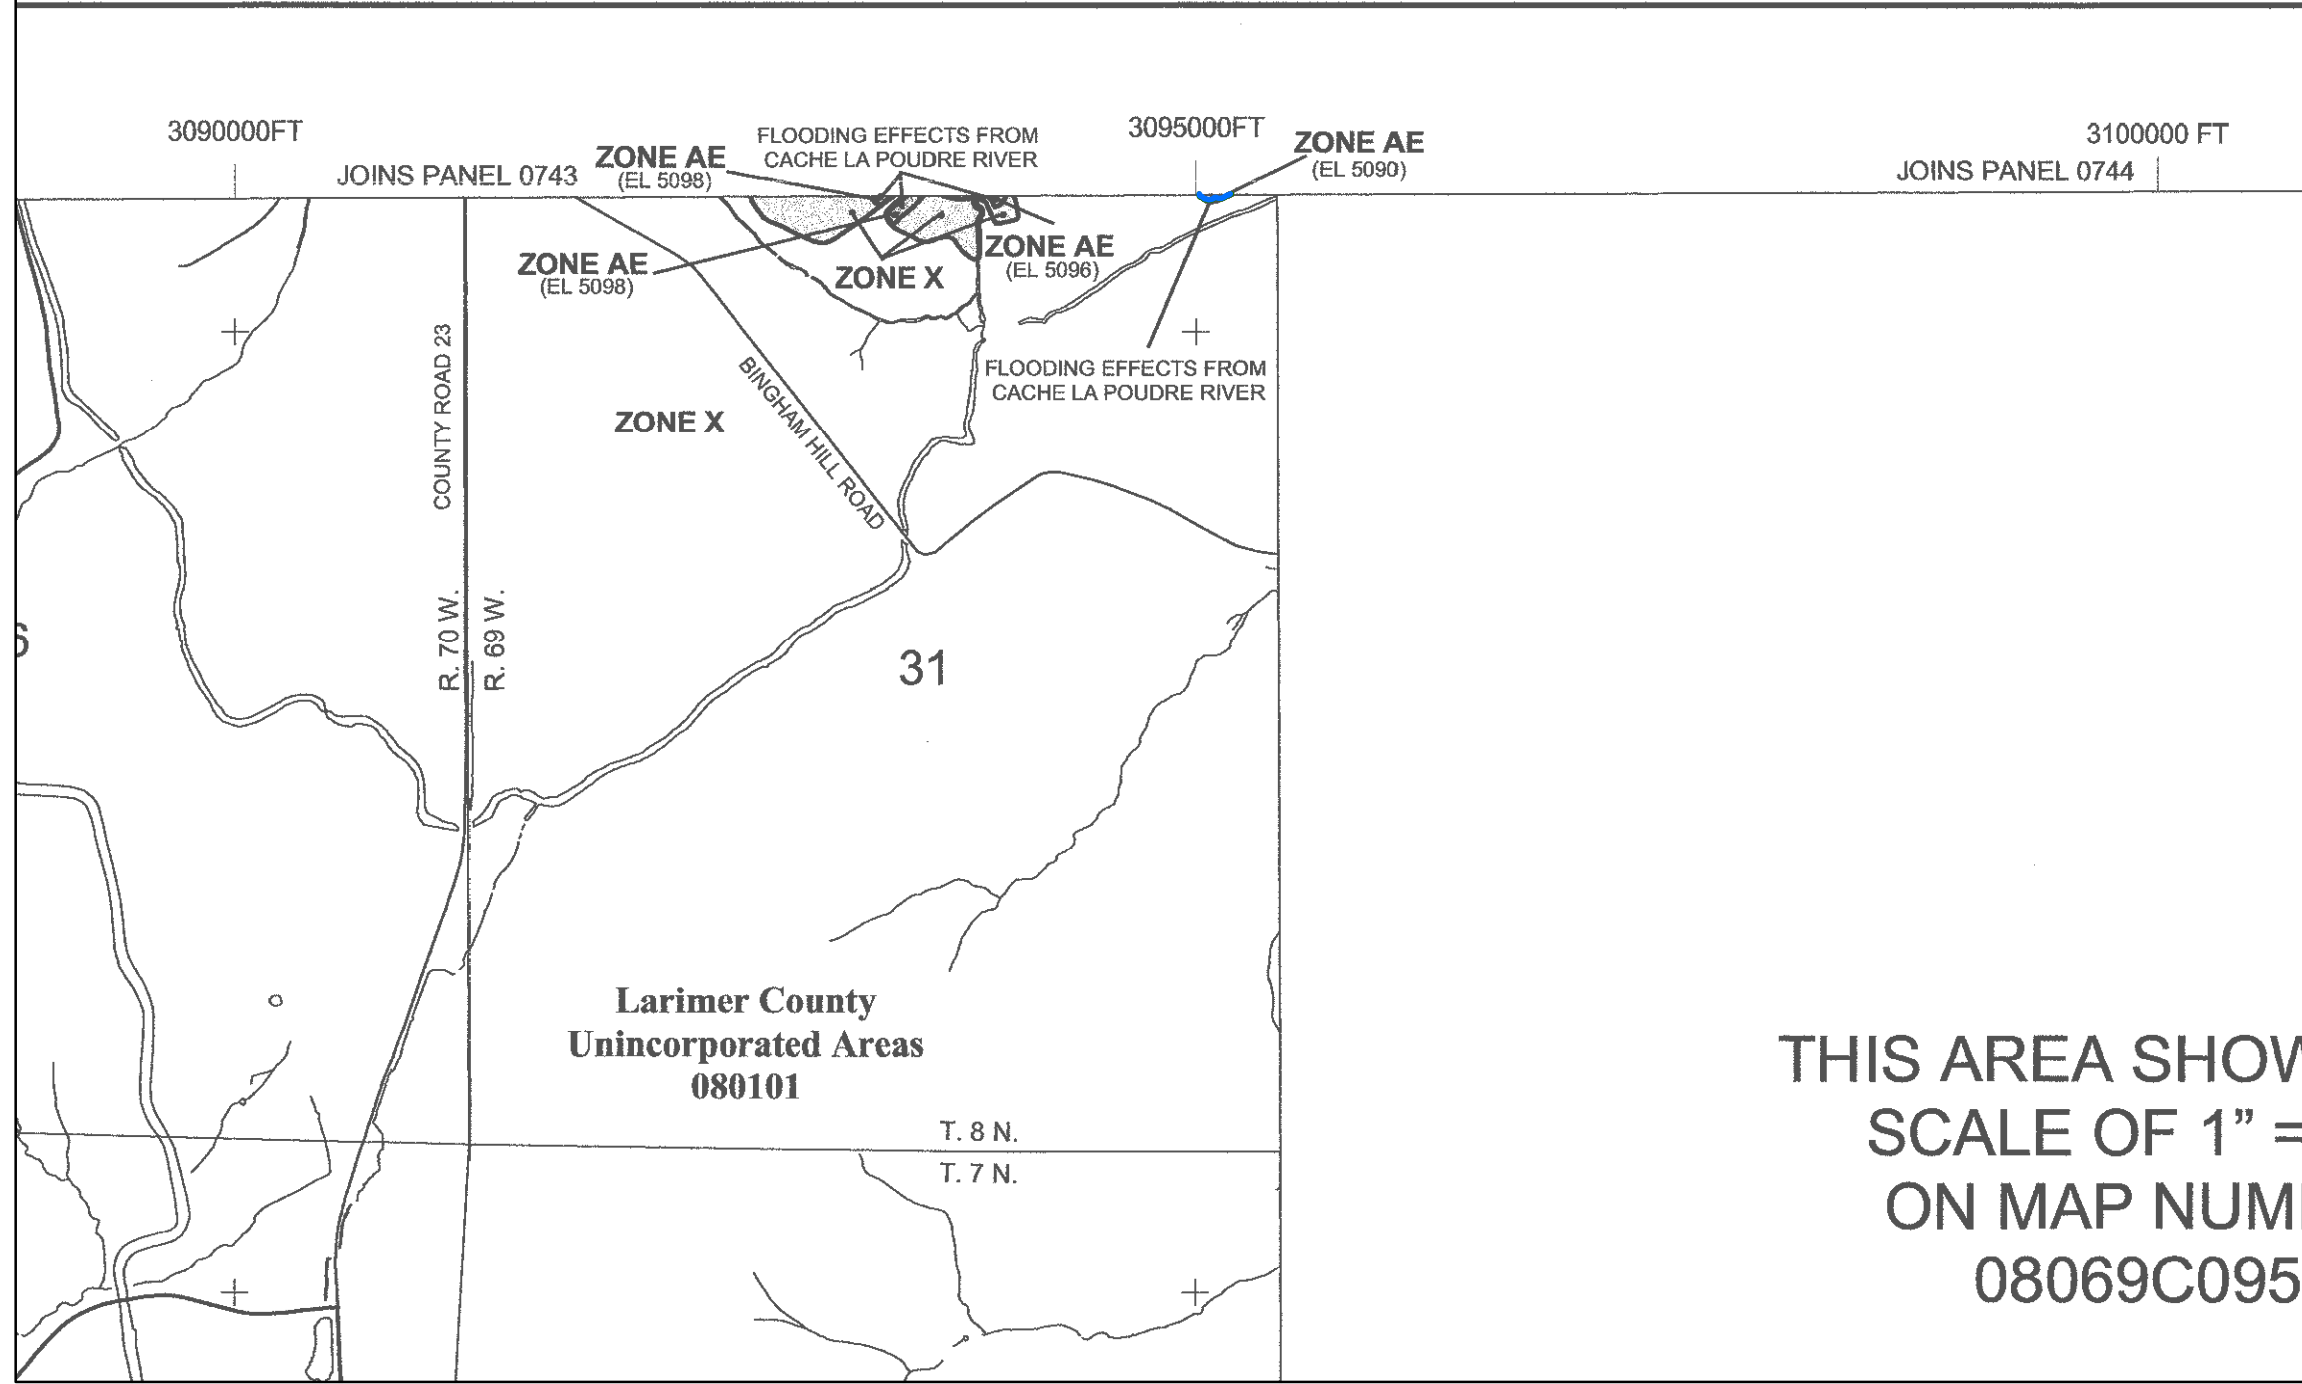 3090000FT
3095000FT
3100000 FT
JOINS PANEL 0743
JOINS PANEL 0744
ZONE AE
(EL 5098)
FLOODING EFFECTS FROM
CACHE LA POUDRE RIVER
ZONE AE
(EL 5090)
ZONE AE
(EL 5098)
ZONE X
ZONE AE
(EL 5096)
FLOODING EFFECTS FROM
CACHE LA POUDRE RIVER
COUNTY ROAD 23
ZONE X
BINGHAM HILL ROAD
R. 70 W.
R. 69 W.
31
Larimer County
Unincorporated Areas
080101
T. 8 N.
T. 7 N.
THIS AREA SHOW
SCALE OF 1” =
ON MAP NUM
08069C095